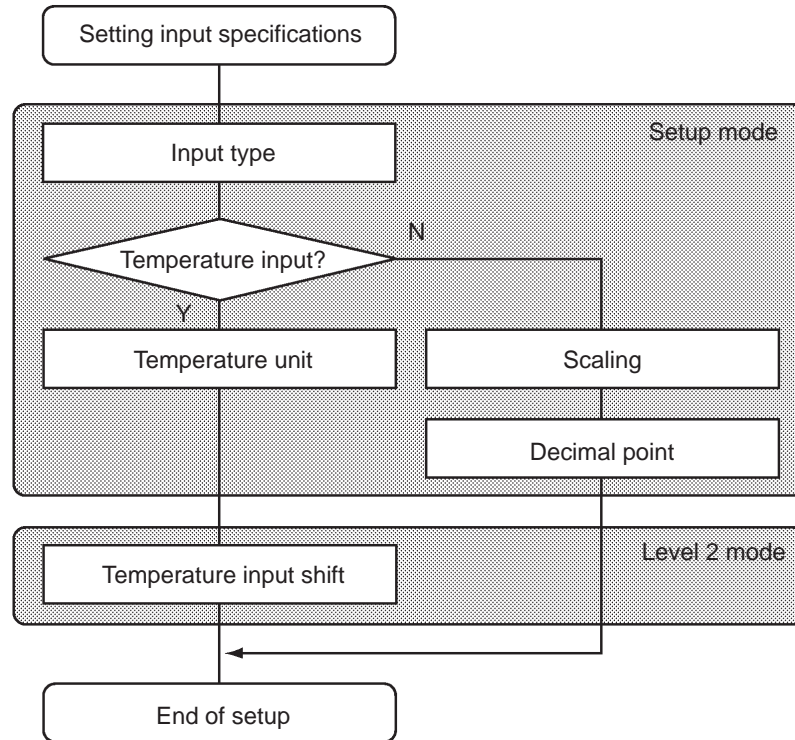 Setting input specifications
Setup mode
Input type
N
Temperature input?
Y
Temperature unit
Scaling
Decimal point
Level 2 mode
Temperature input shift
End of setup